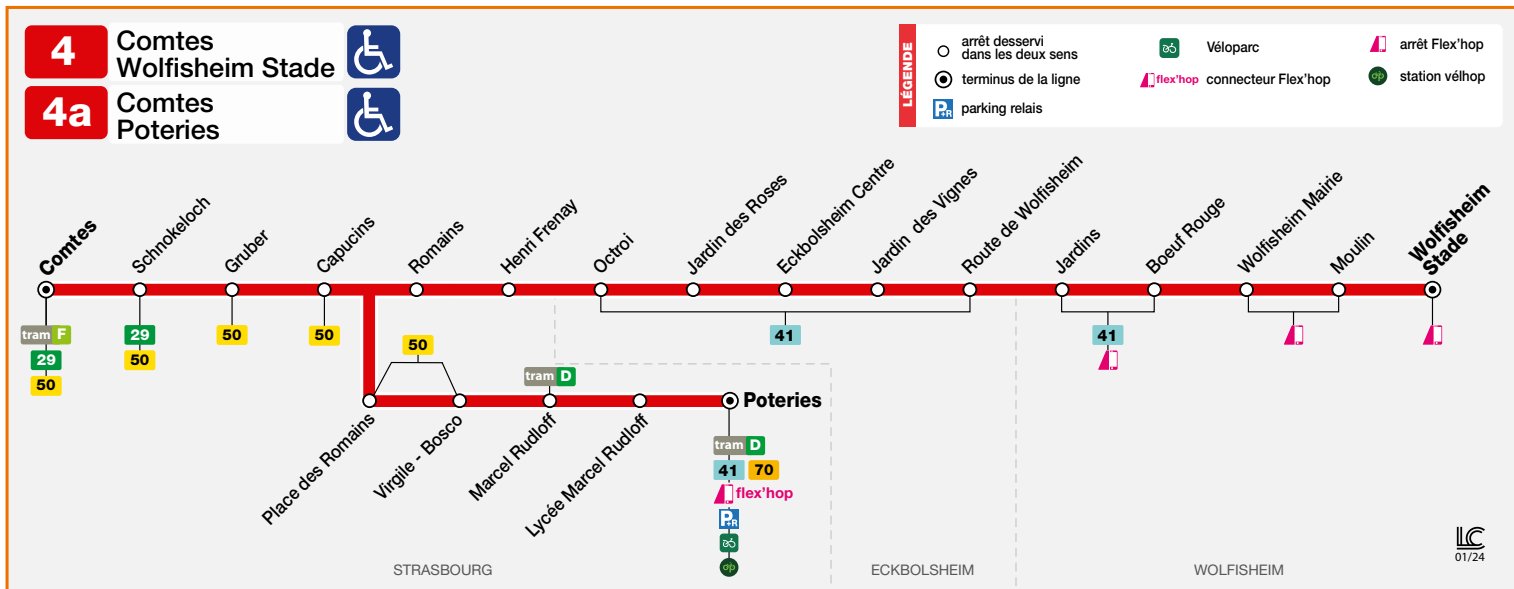 4
Comtes
Wolfisheim Stade
4a
Comtes
Poteries
LÉGENDE
arrêt desservi
dans les deux sens
terminus de la ligne
P+R
parking relais
Véloparc
flex'hop
connecteur Flex'hop
arrêt Flex'hop
station vélhop
Comtes
Schnokeloch
Gruber
Capucins
Romains
Henri Frenay
Octroi
Jardin des Roses
Eckbolsheim Centre
Jardin des Vignes
Route de Wolfisheim
Jardins
Boeuf Rouge
Wolfisheim Mairie
Moulin
Wolfisheim
Stade
tram F
29
50
29
50
50
50
41
41
50
tram D
Place des Romains
Virgile - Bosco
Marcel Rudloff
Lycée Marcel Rudloff
Poteries
tram D
41 70
flex'hop
P+R
STRASBOURG
ECKBOLSHEIM
WOLFISHEIM
LC
01/24